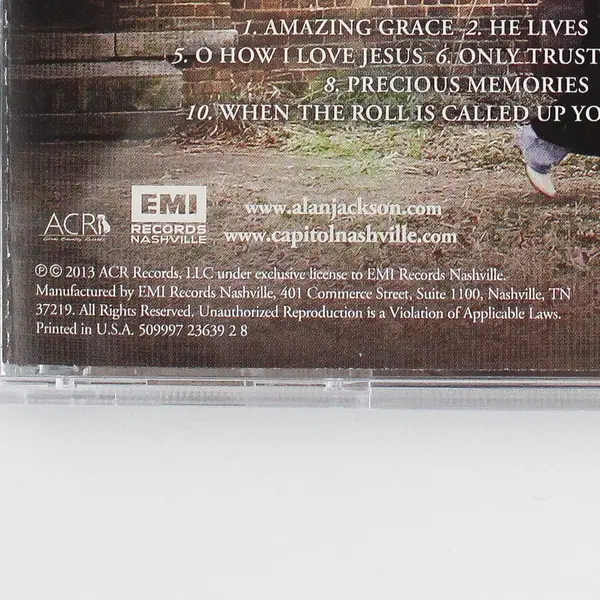 1. AMAZING GRACE 2. HE LIVES
5. O HOW I LOVE JESUS 6. ONLY TRUST
8. PRECIOUS MEMORIES
10. WHEN THE ROLL IS CALLED UP YO
ACR
EMI
RECORDS
NASHVILLE
www.alanjackson.com
www.capitolnashville.com
℗ © 2013 ACR Records, LLC under exclusive license to EMI Records Nashville.
Manufactured by EMI Records Nashville, 401 Commerce Street, Suite 1100, Nashville, TN
37219. All Rights Reserved. Unauthorized Reproduction is a Violation of Applicable Laws.
Printed in U.S.A. 509997 23639 2 8